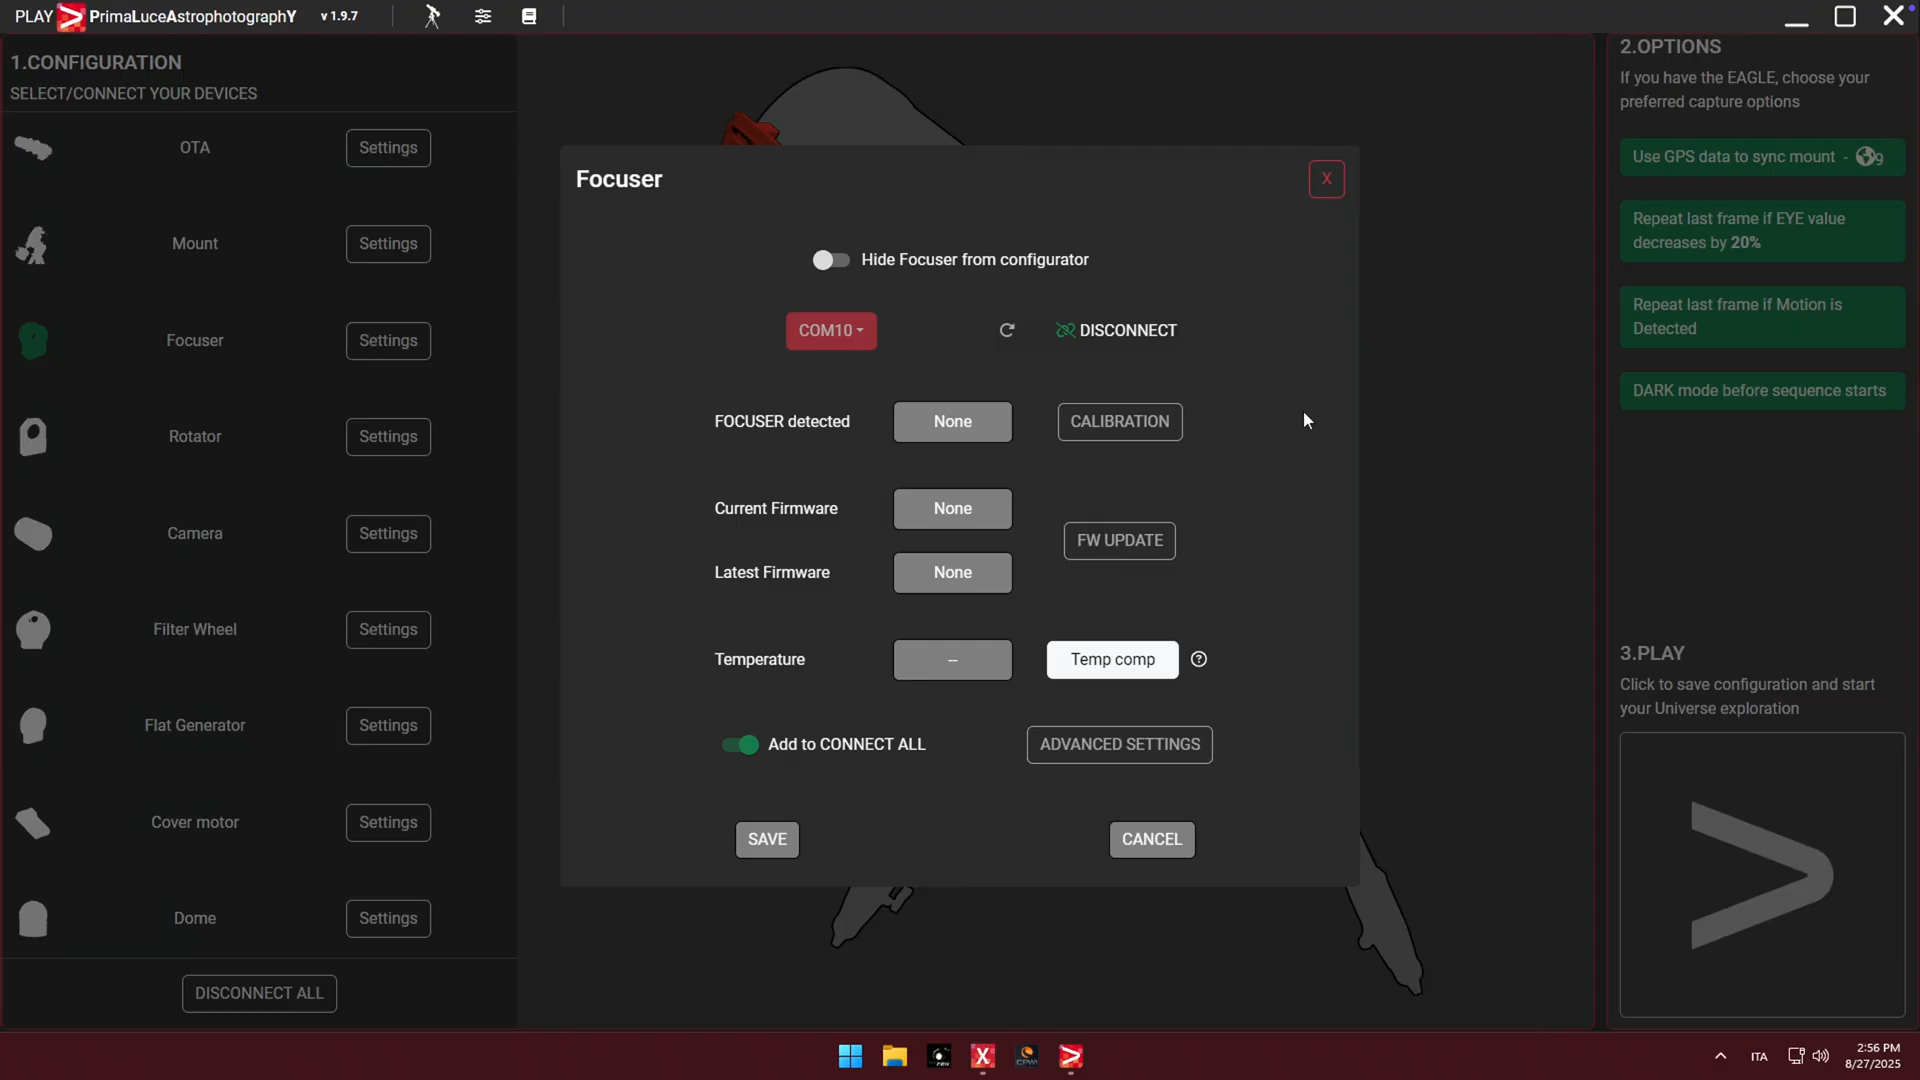 PLAY PrimaLuceAstrophotographY v 1.9.7
1.CONFIGURATION
SELECT/CONNECT YOUR DEVICES
OTA Settings
Mount Settings
Focuser Settings
Rotator Settings
Camera Settings
Filter Wheel Settings
Flat Generator Settings
Cover motor Settings
Dome Settings
DISCONNECT ALL
Focuser X
Hide Focuser from configurator
COM10 DISCONNECT
FOCUSER detected None CALIBRATION
Current Firmware None
FW UPDATE
Latest Firmware None
Temperature -- Temp comp ?
Add to CONNECT ALL ADVANCED SETTINGS
SAVE CANCEL
2.OPTIONS
If you have the EAGLE, choose your
preferred capture options
Use GPS data to sync mount - 9
Repeat last frame if EYE value
decreases by 20%
Repeat last frame if Motion is
Detected
DARK mode before sequence starts
3.PLAY
Click to save configuration and start
your Universe exploration
ITA
2:56 PM
8/27/2025